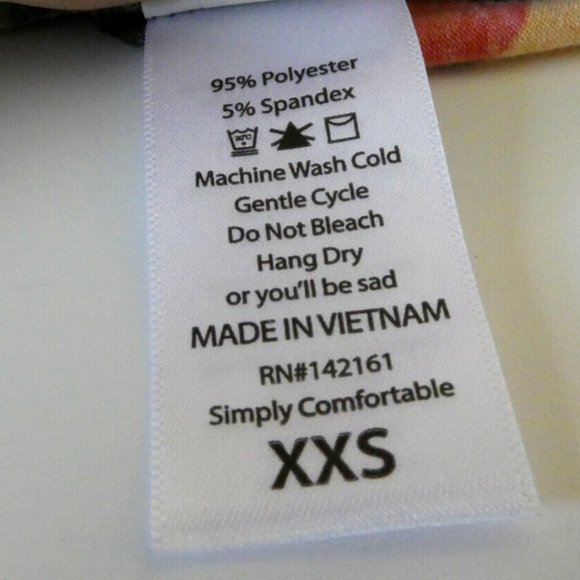 95% Polyester
5% Spandex
30°C
Machine Wash Cold
Gentle Cycle
Do Not Bleach
Hang Dry
or you'll be sad
MADE IN VIETNAM
RN#142161
Simply Comfortable
XXS